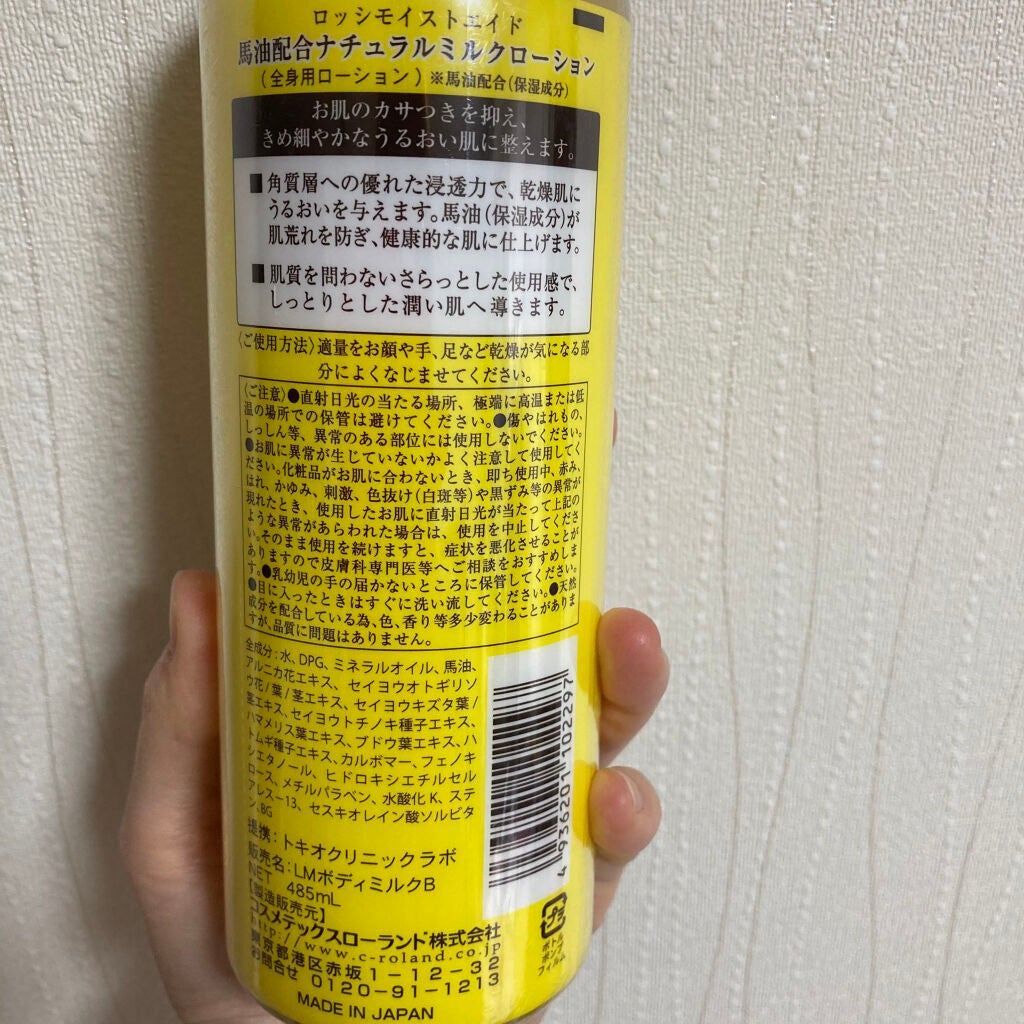 ロッシモイストエイド
馬油配合ナチュラルミルクローション
(全身用ローション) ※馬油配合(保湿成分)
お肌のカサつきを抑え、
きめ細やかなうるおい肌に整えます。
■角質層への優れた浸透力で、乾燥肌に
うるおいを与えます。馬油(保湿成分)が
肌荒れを防ぎ、健康的な肌に仕上げます。
■肌質を問わないさらっとした使用感で、
しっとりとした潤い肌へ導きます。
〈ご使用方法〉適量をお顔や手、足など乾燥が気になる部
分によくなじませてください。
〈ご注意〉●直射日光の当たる場所、極端に高温または低
温の場所での保管は避けてください。●傷やはれもの、
しっしん等、異常のある部位には使用しないでください。
●お肌に異常が生じていないかよく注意して使用してく
ださい。化粧品がお肌に合わないとき、即ち使用中、赤み、
はれ、かゆみ、刺激、色抜け(白斑等)や黒ずみ等の異常が
現れたとき、使用したお肌に直射日光が当たって上記の
ような異常があらわれた場合は、使用を中止してくださ
い。そのまま使用を続けますと、症状を悪化させることが
ありますので皮膚科専門医等へご相談をおすすめしま
す。●乳幼児の手の届かないところに保管してください。
●目に入ったときはすぐに洗い流してください。●天然
成分を配合している為、色、香り等多少変わることがありま
すが、品質に問題はありません。
全成分:水、DPG、ミネラルオイル、馬油、
アルニカ花エキス、セイヨウオトギリソ
ウ花/葉/茎エキス、セイヨウキズタ葉/
茎エキス、セイヨウトチノキ種子エキス、
ハマメリス葉エキス、ブドウ葉エキス、ハ
トムギ種子エキス、カルボマー、フェノキ
シエタノール、ヒドロキシエチルセル
ロース、メチルパラベン、水酸化K、ステ
アレス-13、セスキオレイン酸ソルビタ
ン、BG
提携:トキオクリニックラボ
販売名:LMボディミルクB
NET 485mL
【製造販売元】
コスメテックスローランド株式会社
http://www.c-roland.co.jp
東京都港区赤坂1-12-32
お問合せ 0120-91-1213
MADE IN JAPAN
4 936201 102297
プラ
ボトル
ポンプ
フィルム